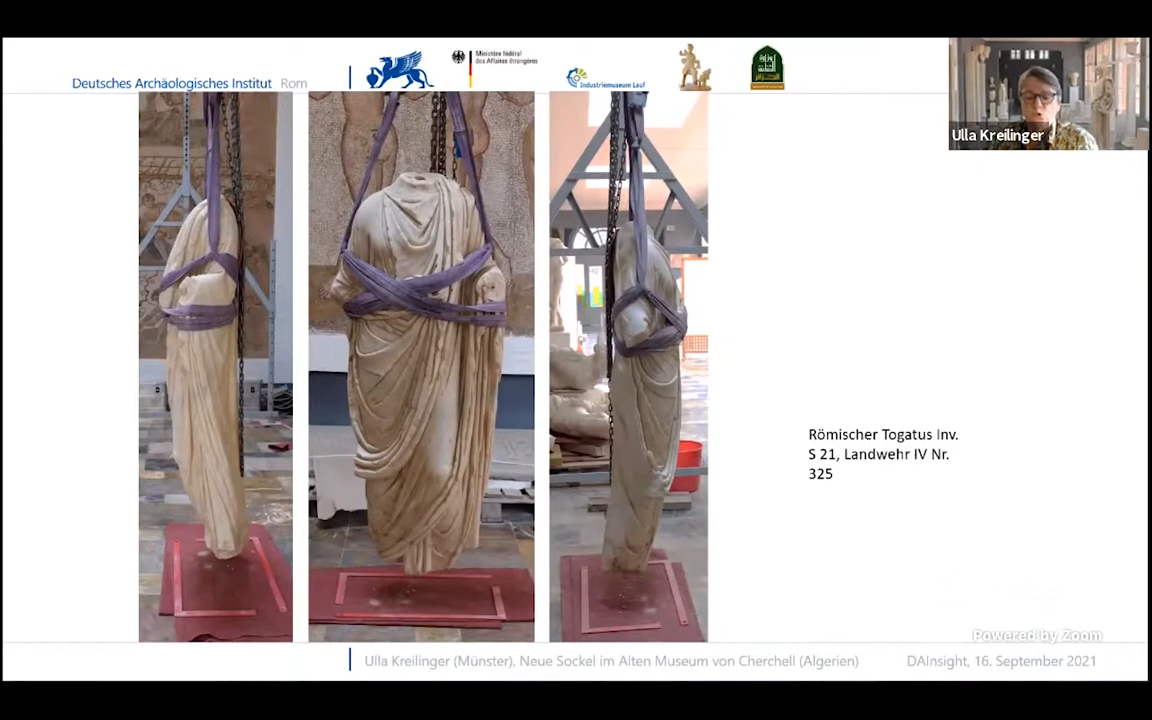 Deutsches Archäologisches Institut Rom
Ministère fédéral
des Affaires étrangères
Industriemuseum Lauf
Ulla Kreilinger
Römischer Togatus Inv.
S 21, Landwehr IV Nr.
325
Powered by Zoom
Ulla Kreilinger (Münster), Neue Sockel im Alten Museum von Cherchell (Algerien)
DAInsight, 16. September 2021